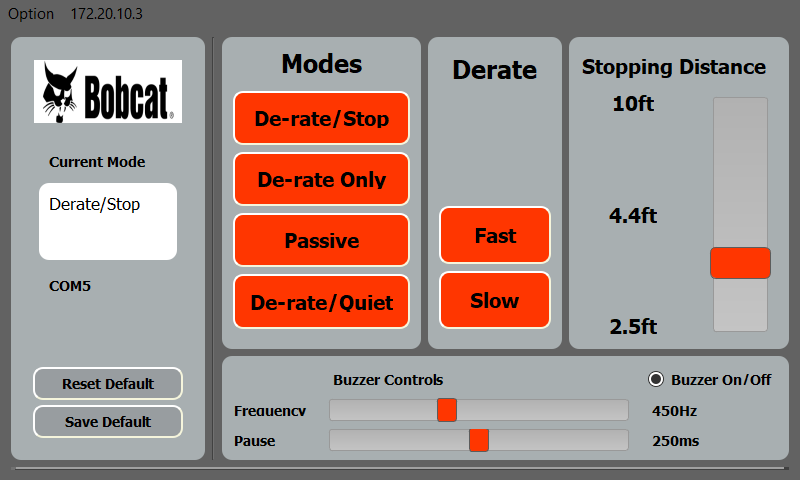 Option 172.20.10.3
Bobcat®
Current Mode
Derate/Stop
COM5
Reset Default
Save Default
Modes
De-rate/Stop
De-rate Only
Passive
De-rate/Quiet
Derate
Fast
Slow
Stopping Distance
10ft
4.4ft
2.5ft
Buzzer Controls
Buzzer On/Off
Frequency 450Hz
Pause 250ms